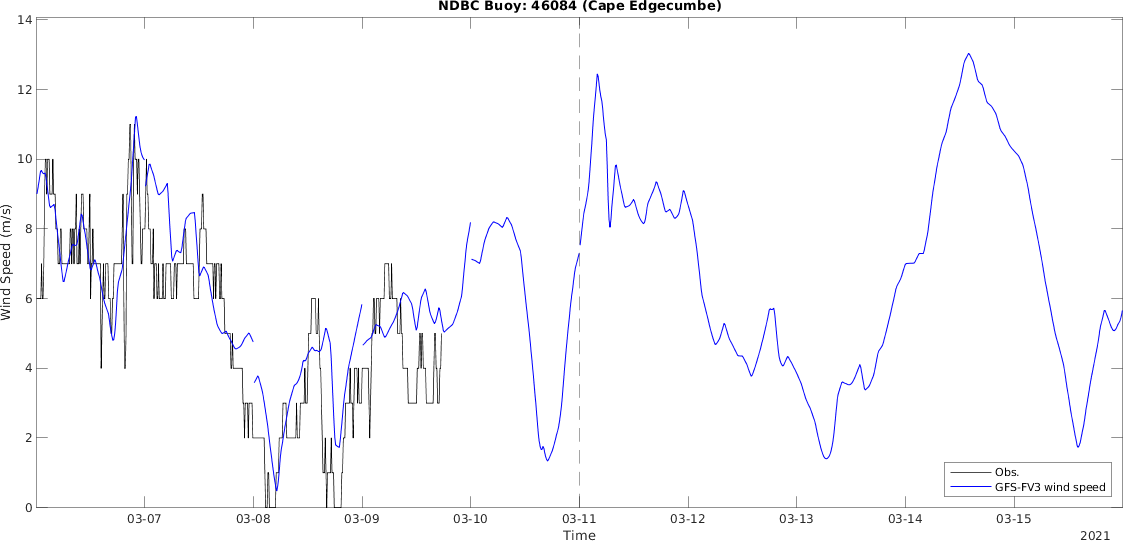 NDBC Buoy: 46084 (Cape Edgecumbe)
14
12
10
8
6
4
2
0
Wind Speed (m/s)
Obs.
GFS-FV3 wind speed
03-07 03-08 03-09 03-10 03-11 03-12 03-13 03-14 03-15
Time
2021